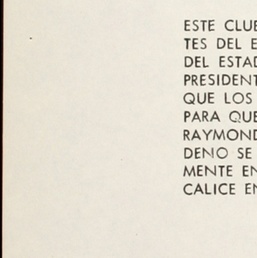 ESTE CLUB
TES DEL E
DEL ESTAD
PRESIDENT
QUE LOS
PARA QUE
RAYMOND
DENO SE
MENTE EN
CALICE EN